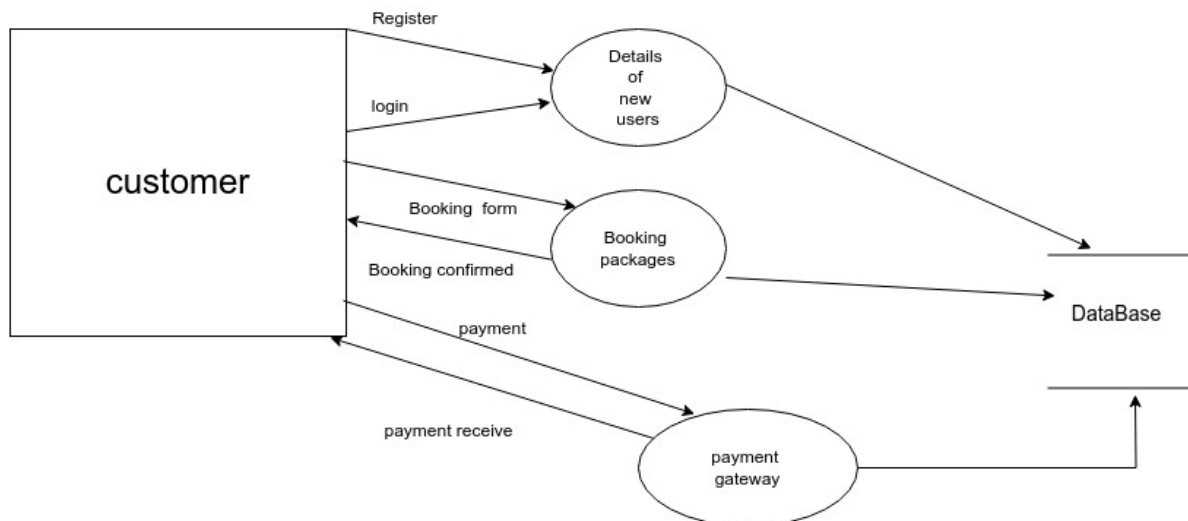 Register
Details
of
new
users
login
customer
Booking form
Booking
packages
Booking confirmed
DataBase
payment
payment receive
payment
gateway